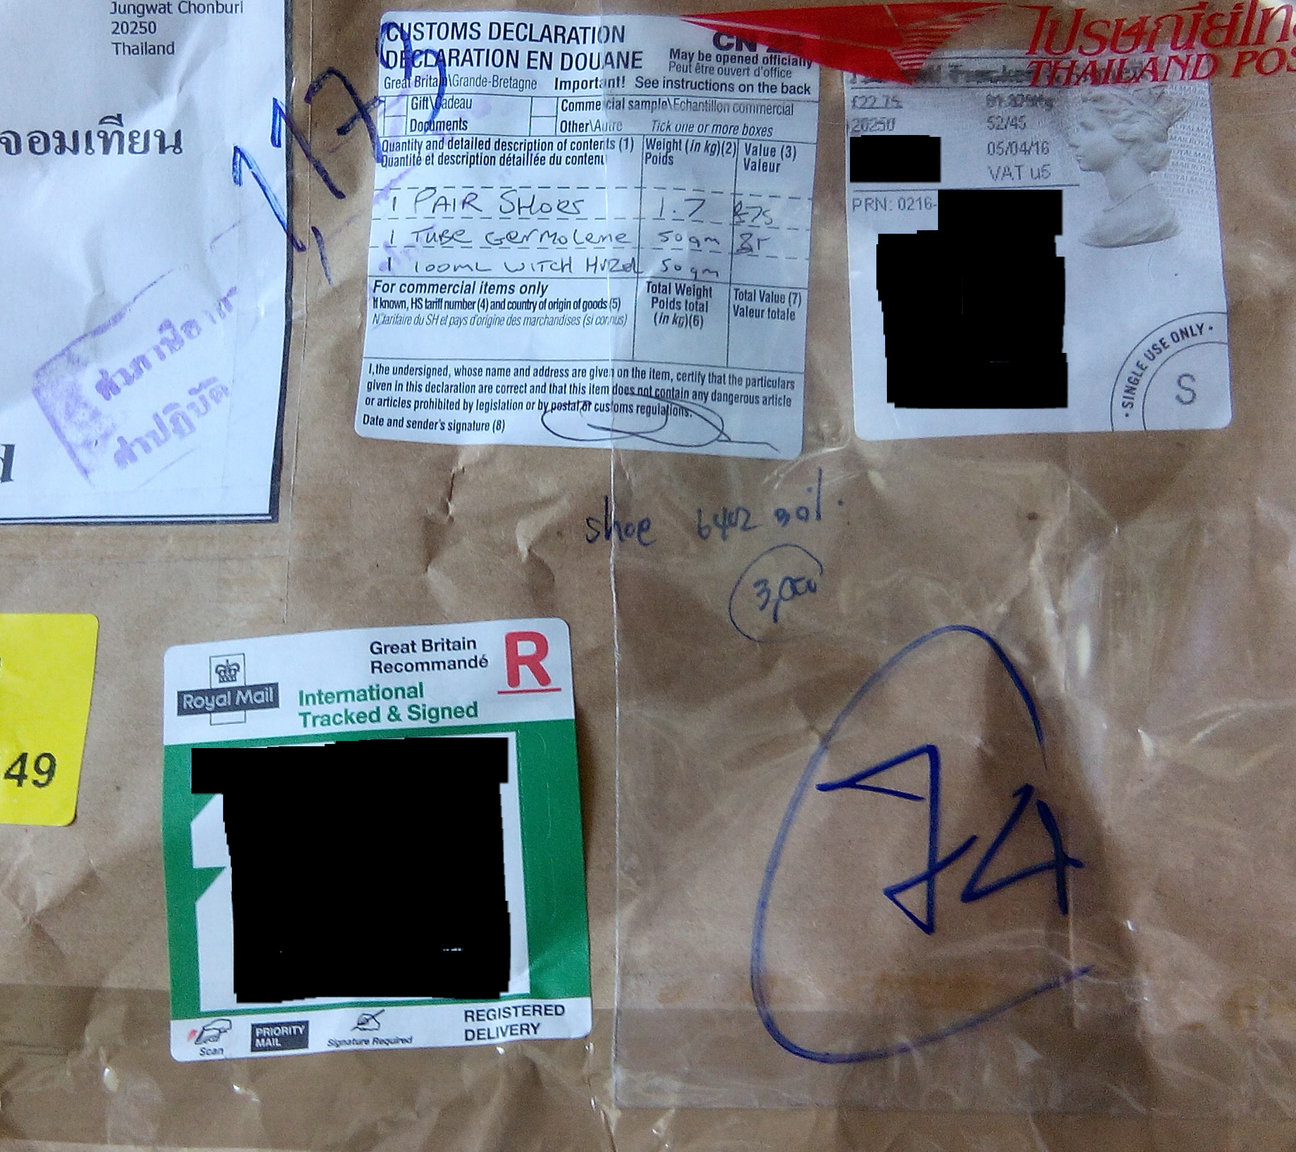 Jungwat Chonburi
20250
Thailand
จอมเทียน
CUSTOMS DECLARATION
DÉCLARATION EN DOUANE
May be opened officially
Peut être ouvert d'office
Great Britain\Grande-Bretagne
Important! See instructions on the back
Gift\Cadeau
Commercial sample\Echantillon commercial
Documents
Other\Autre
Tick one or more boxes
Quantity and detailed description of contents (1)
Quantité et description détaillée du contenu
Weight (in kg)(2)
Poids
Value (3)
Valeur
1 PAIR SHOES 1.7 £75
1 TUBE GERMOLENE 50gm
1 100ML WITCH HAZEL 50gm
For commercial items only
If known, HS tariff number (4) and country of origin of goods (5)
N° tarifaire du SH et pays d'origine des marchandises (si connus)
Total Weight
Poids total
(in kg)(6)
Total Value (7)
Valeur totale
I, the undersigned, whose name and address are given on the item, certify that the particulars
given in this declaration are correct and that this item does not contain any dangerous article
or articles prohibited by legislation or by postal or customs regulations.
Date and sender's signature (8)
ไปรษณีย์ไทย
THAILAND POS
£22.75
20250
52/45
05/04/16
VAT u5
PRN: 0216-
SINGLE USE ONLY
S
shoe 6402
3,000
74
49
Royal Mail
Great Britain
Recommandé
R
International
Tracked & Signed
Scan
PRIORITY
MAIL
Signature Required
REGISTERED
DELIVERY